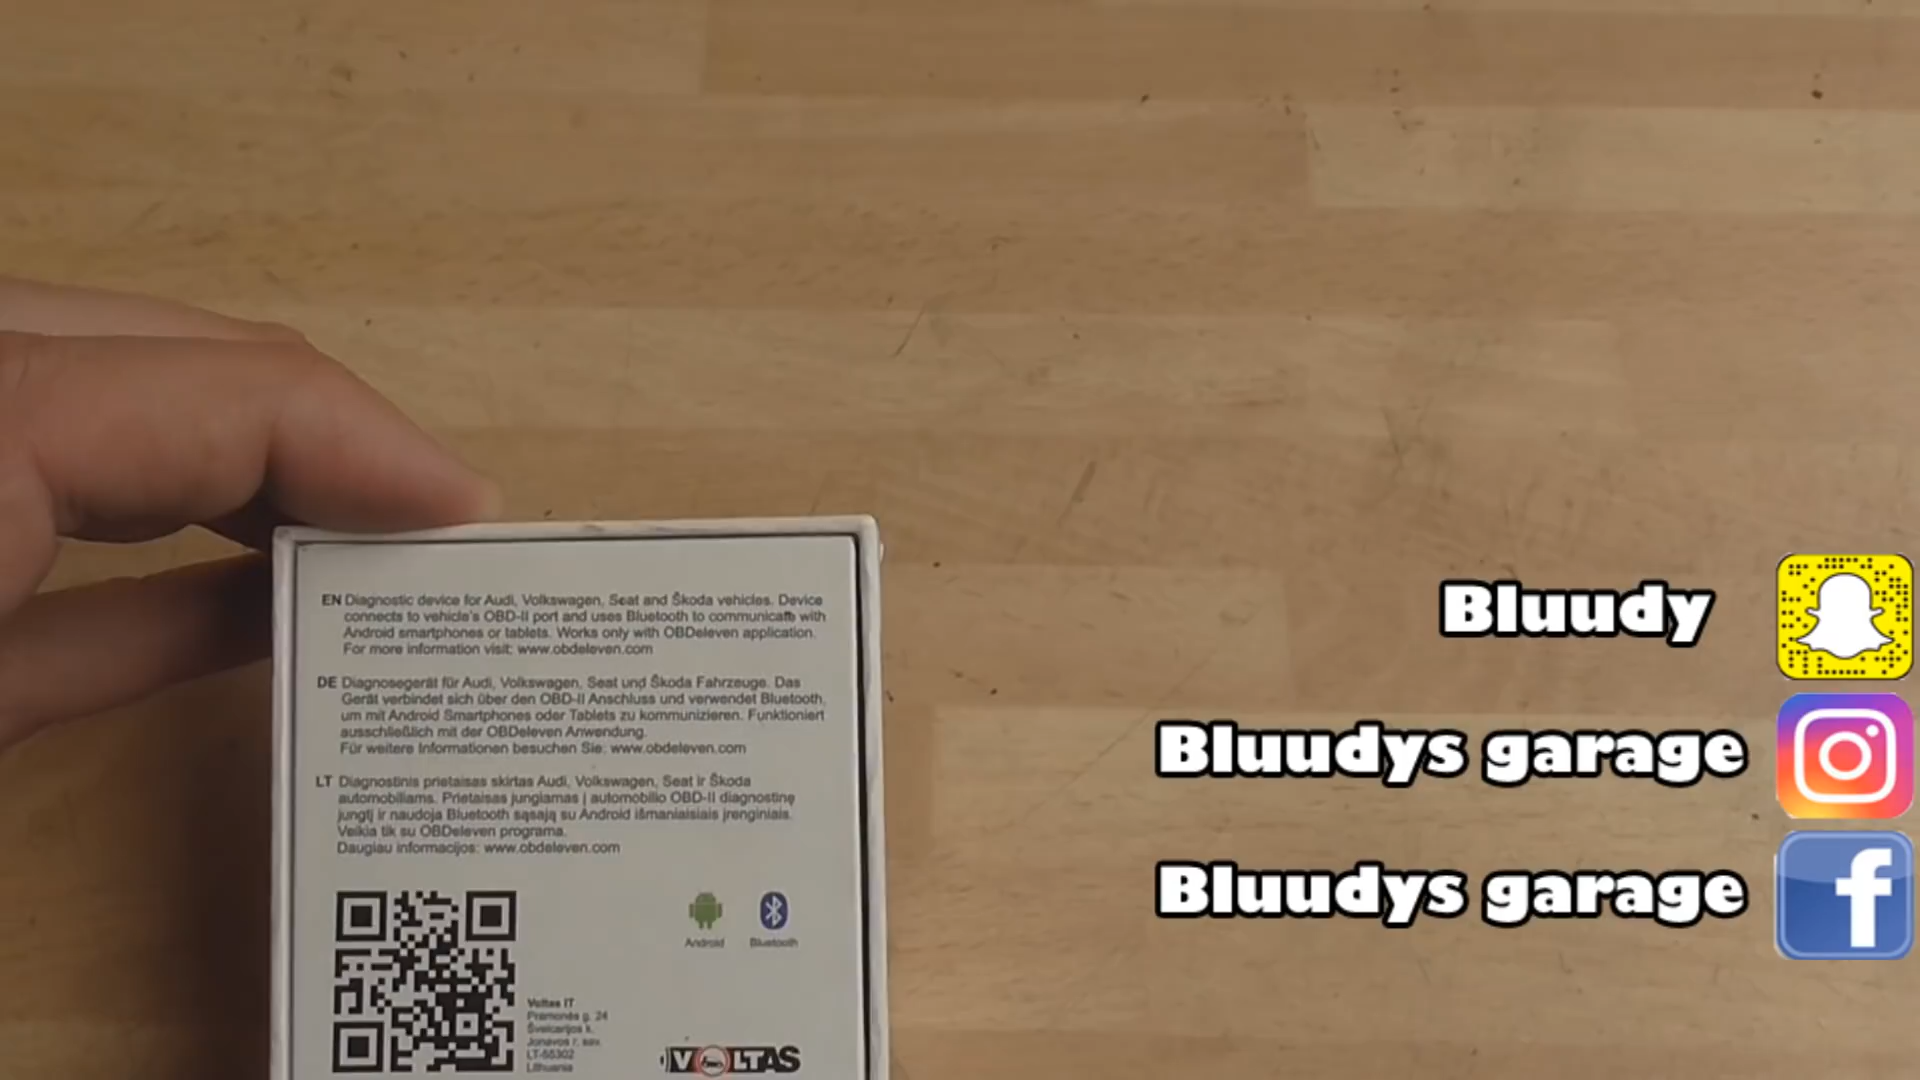 EN Diagnostic device for Audi, Volkswagen, Seat and Škoda vehicles. Device
connects to vehicle's OBD-II port and uses Bluetooth to communicate with
Android smartphones or tablets. Works only with OBDeleven application.
For more information visit: www.obdeleven.com
DE Diagnosegerät für Audi, Volkswagen, Seat und Škoda Fahrzeuge. Das
Gerät verbindet sich über den OBD-II Anschluss und verwendet Bluetooth,
um mit Android Smartphones oder Tablets zu kommunizieren. Funktioniert
ausschließlich mit der OBDeleven Anwendung.
Für weitere Informationen besuchen Sie: www.obdeleven.com
LT Diagnostinis prietaisas skirtas Audi, Volkswagen, Seat ir Škoda
automobiliams. Prietaisas jungiamas į automobilio OBD-II diagnostinę
jungtį ir naudoja Bluetooth sąsają su Android išmaniaisiais įrenginiais.
Veikia tik su OBDeleven programa.
Daugiau informacijos: www.obdeleven.com
Android
Bluetooth
Voltas IT
Pramonės g. 24
Šveicarijos k.
Jonavos r. sav.
LT-55302
Lithuania
VOLTAS
Bluudy
Bluudys garage
Bluudys garage